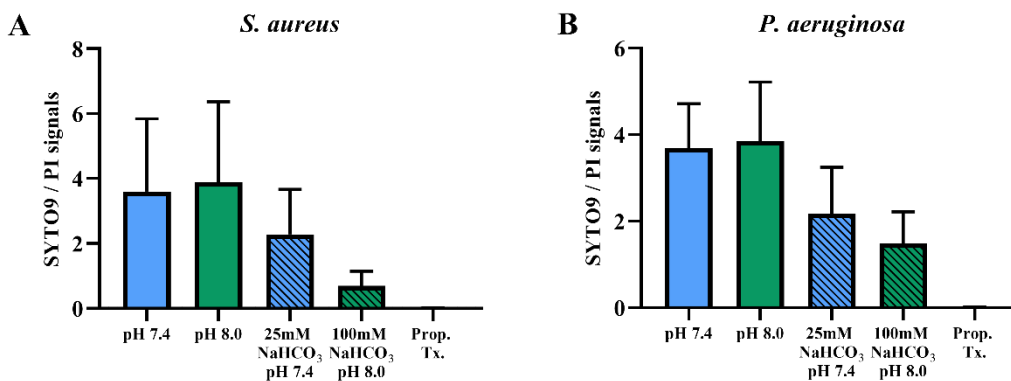 A
S. aureus
SYTO9 / PI signals
8
6
4
2
0
pH 7.4
pH 8.0
25mM
NaHCO₃
pH 7.4
100mM
NaHCO₃
pH 8.0
Prop.
Tx.
B
P. aeruginosa
SYTO9 / PI signals
6
4
2
0
pH 7.4
pH 8.0
25mM
NaHCO₃
pH 7.4
100mM
NaHCO₃
pH 8.0
Prop.
Tx.